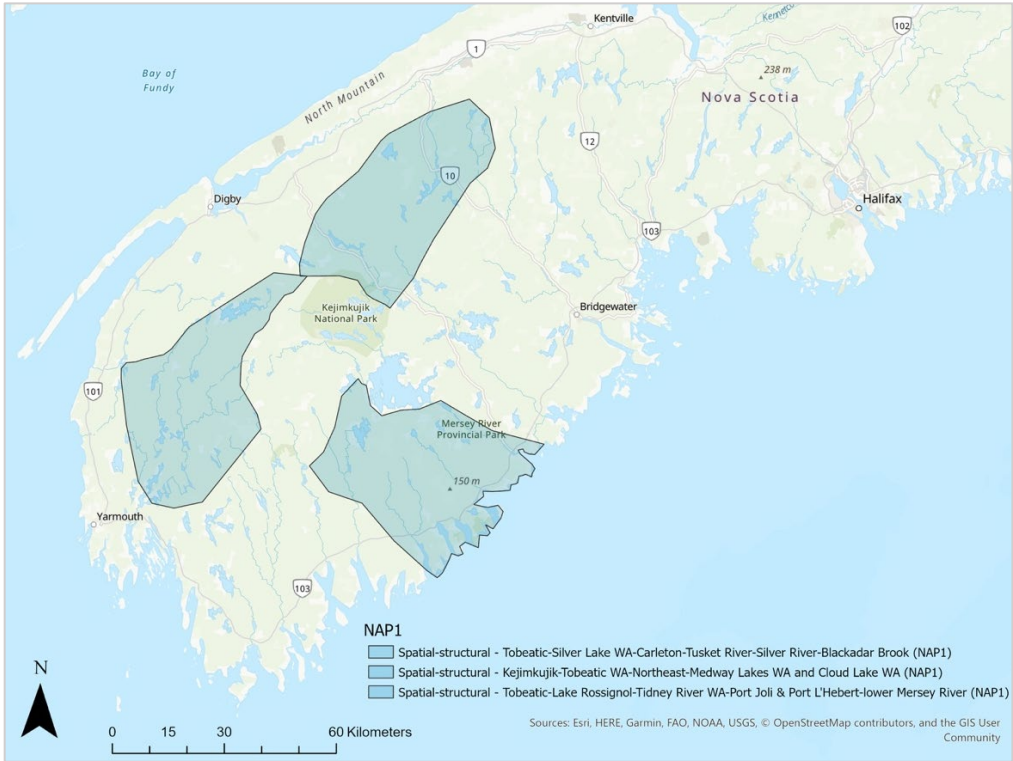 Kentville
102
1
Kennetco
Bay of
Fundy
238 m
North Mountain
Nova Scotia
12
10
Digby
Halifax
103
Kejimkujik
National Park
Bridgewater
101
Mersey River
Provincial Park
150 m
Yarmouth
103
NAP1
Spatial-structural - Tobeatic-Silver Lake WA-Carleton-Tusket River-Silver River-Blackadar Brook (NAP1)
Spatial-structural - Kejimkujik-Tobeatic WA-Northeast-Medway Lakes WA and Cloud Lake WA (NAP1)
Spatial-structural - Tobeatic-Lake Rossignol-Tidney River WA-Port Joli & Port L'Hebert-lower Mersey River (NAP1)
N
0 15 30 60 Kilometers
Sources: Esri, HERE, Garmin, FAO, NOAA, USGS, © OpenStreetMap contributors, and the GIS User
Community